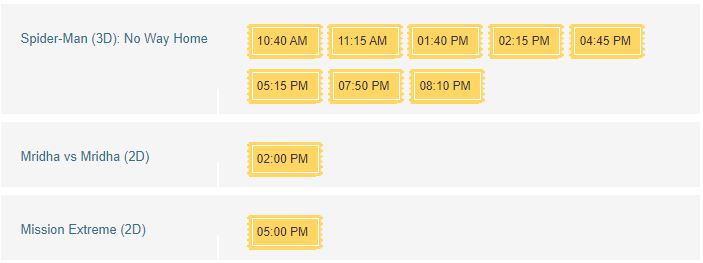 Spider-Man (3D): No Way Home
10:40 AM 11:15 AM 01:40 PM 02:15 PM 04:45 PM
05:15 PM 07:50 PM 08:10 PM
Mridha vs Mridha (2D)
02:00 PM
Mission Extreme (2D)
05:00 PM